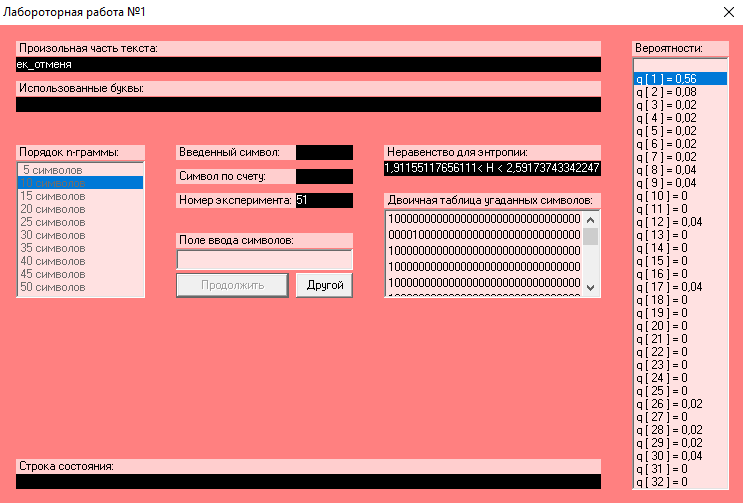 Лабороторная работа №1
Произольная часть текста:
ек_отменя
Использованные буквы:
Порядок n-граммы:
5 символов
10 символов
15 символов
20 символов
25 символов
30 символов
35 символов
40 символов
45 символов
50 символов
Введенный символ:
Символ по счету:
Номер эксперимента: 51
Поле ввода символов:
Продолжить
Другой
Неравенство для энтропии:
1,91155117656111< H < 2,59173743342247
Двоичная таблица угаданных символов:
10000000000000000000000000000000
00001000000000000000000000000000
10000000000000000000000000000000
10000000000000000000000000000000
10000000000000000000000000000000
Строка состояния:
Вероятности:
q [ 1 ] = 0,56
q [ 2 ] = 0,08
q [ 3 ] = 0,02
q [ 4 ] = 0,02
q [ 5 ] = 0,02
q [ 6 ] = 0,02
q [ 7 ] = 0,02
q [ 8 ] = 0,04
q [ 9 ] = 0,04
q [ 10 ] = 0
q [ 11 ] = 0
q [ 12 ] = 0,04
q [ 13 ] = 0
q [ 14 ] = 0
q [ 15 ] = 0
q [ 16 ] = 0
q [ 17 ] = 0,04
q [ 18 ] = 0
q [ 19 ] = 0
q [ 20 ] = 0
q [ 21 ] = 0
q [ 22 ] = 0
q [ 23 ] = 0
q [ 24 ] = 0
q [ 25 ] = 0
q [ 26 ] = 0,02
q [ 27 ] = 0
q [ 28 ] = 0,02
q [ 29 ] = 0,02
q [ 30 ] = 0,04
q [ 31 ] = 0
q [ 32 ] = 0